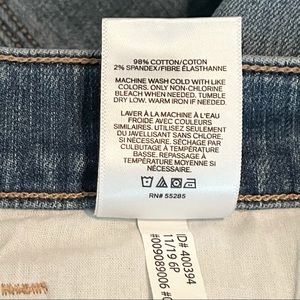 98% COTTON/COTON
2% SPANDEX/FIBRE ÉLASTHANNE
MACHINE WASH COLD WITH LIKE
COLORS. ONLY NON-CHLORINE
BLEACH WHEN NEEDED. TUMBLE
DRY LOW. WARM IRON IF NEEDED.
LAVER À LA MACHINE À L'EAU
FROIDE AVEC DES COULEURS
SIMILAIRES. UTILISEZ SEULEMENT
DU JAVELLISANT SANS CHLORE,
SI NÉCESSAIRE. SÉCHAGE PAR
CULBUTAGE À BASSE
TEMPÉRATURE. REPASSAGE À
TEMPÉRATURE MOYENNE SI
NÉCESSAIRE.
RN# 55285
ID# 400394
11/19 6P
#009089006